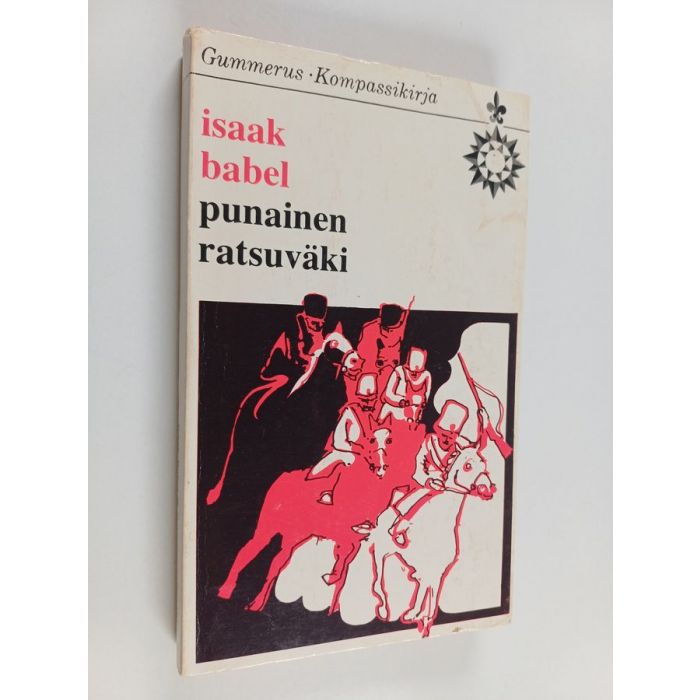 Gummerus · Kompassikirja
isaak
babel
punainen
ratsuväki